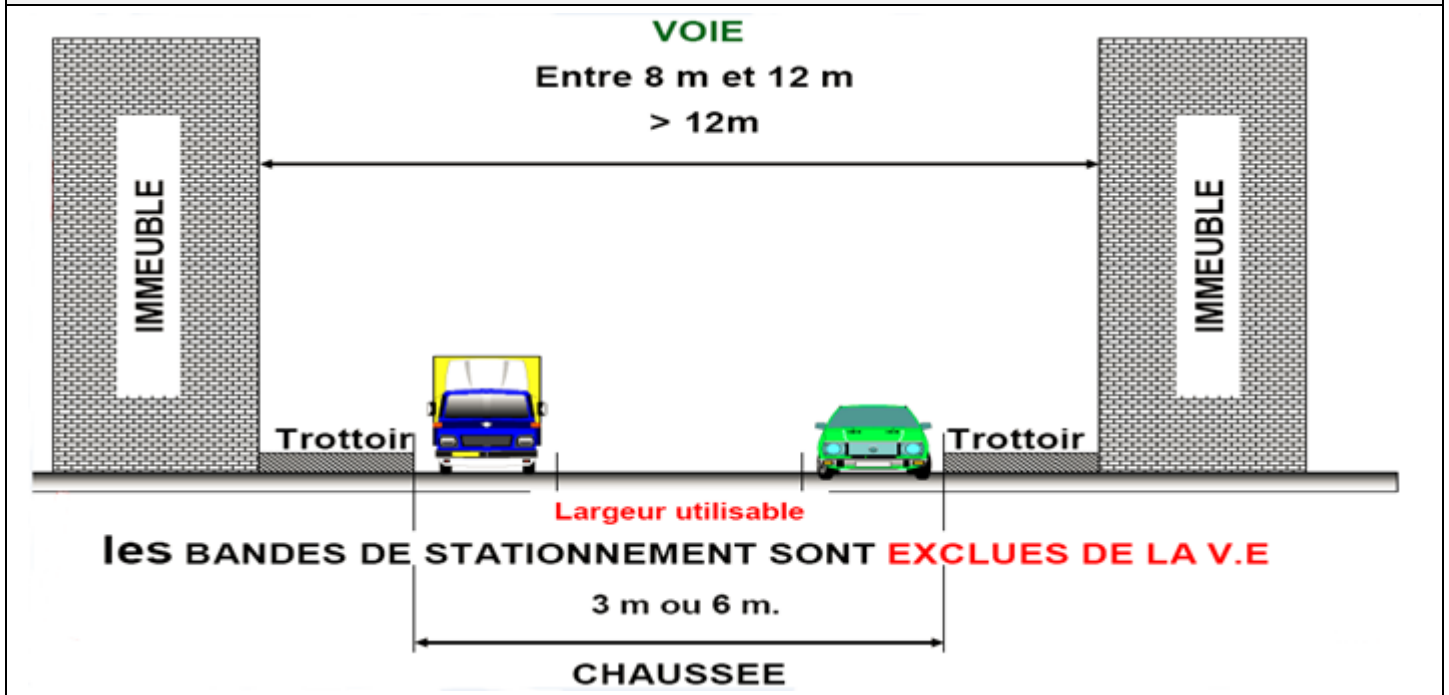 VOIE
Entre 8 m et 12 m
> 12m
IMMEUBLE
IMMEUBLE
Trottoir
Trottoir
Largeur utilisable
les BANDES DE STATIONNEMENT SONT EXCLUES DE LA V.E
3 m ou 6 m.
CHAUSSEE